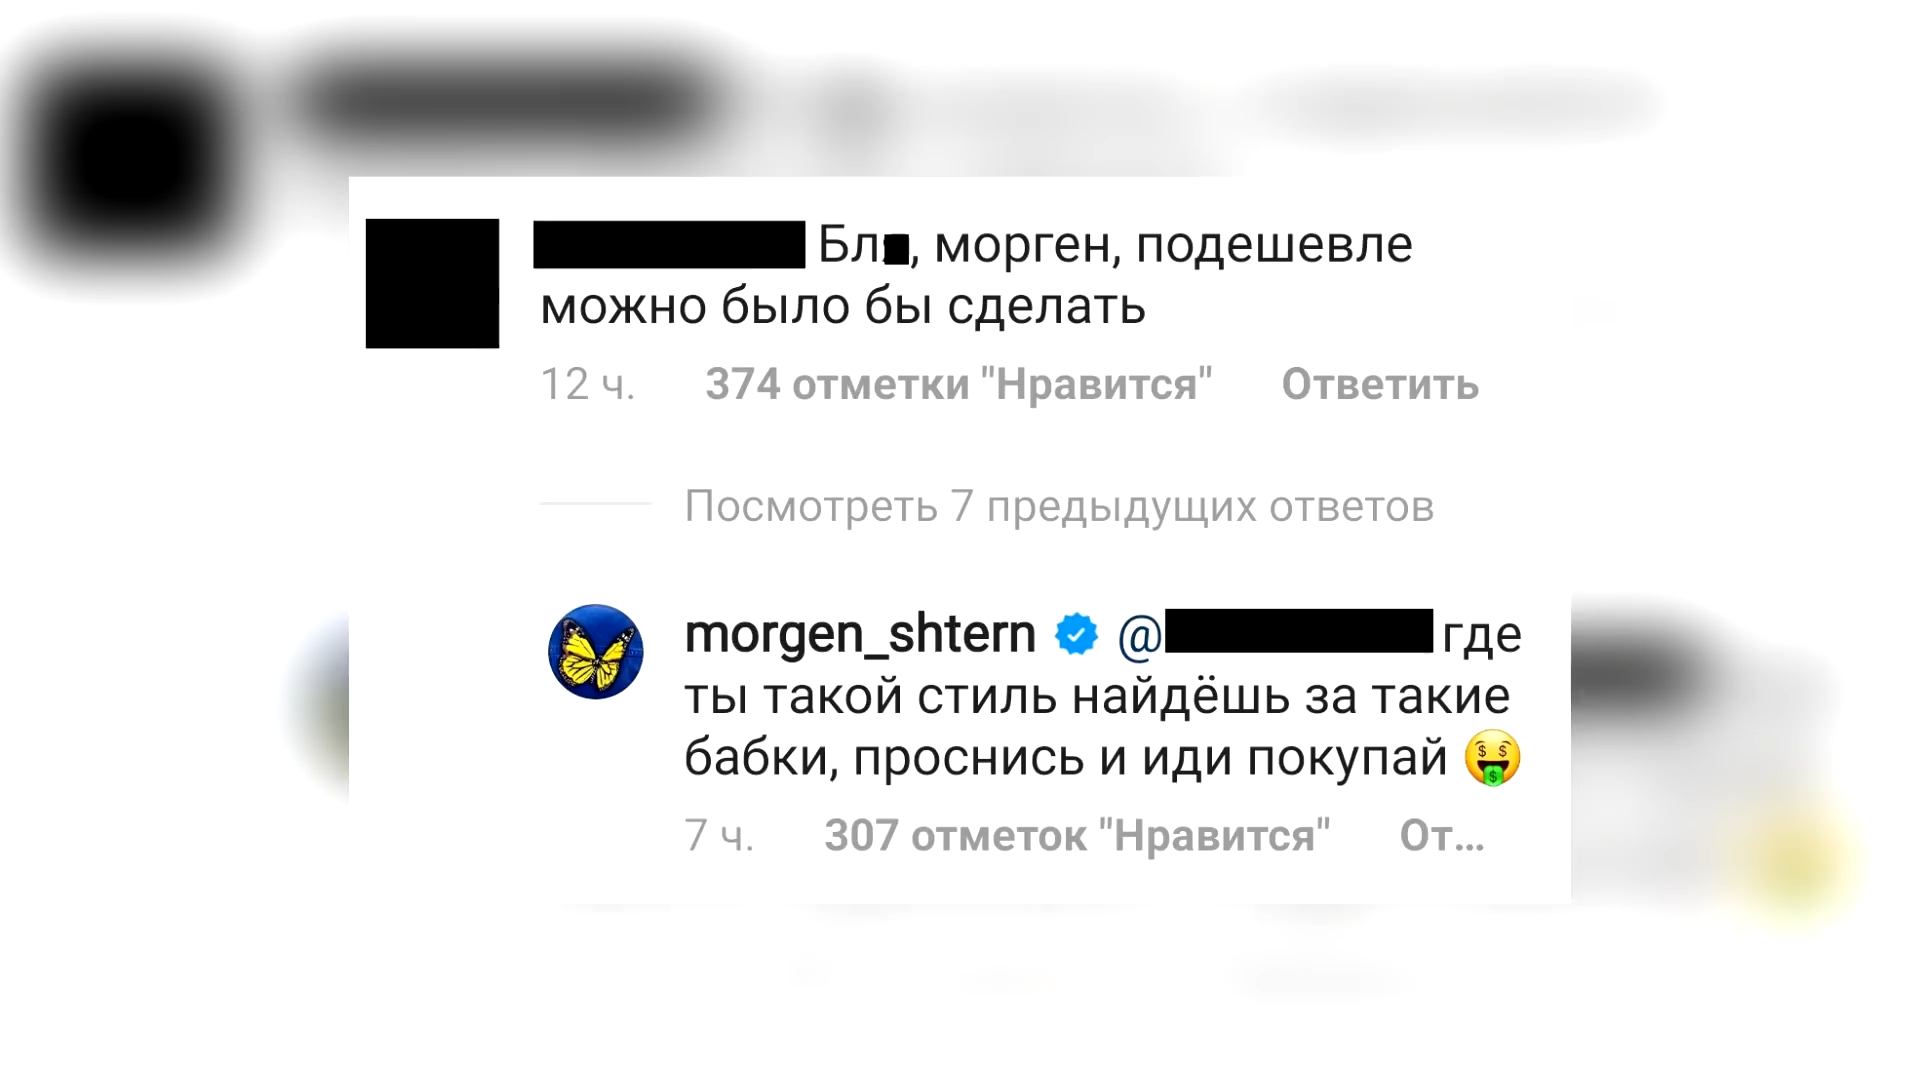 Бля, морген, подешевле
можно было бы сделать
12 ч. 374 отметки "Нравится" Ответить
Посмотреть 7 предыдущих ответов
morgen_shtern @ где
ты такой стиль найдёшь за такие
бабки, проснись и иди покупай
7 ч. 307 отметок "Нравится" От...